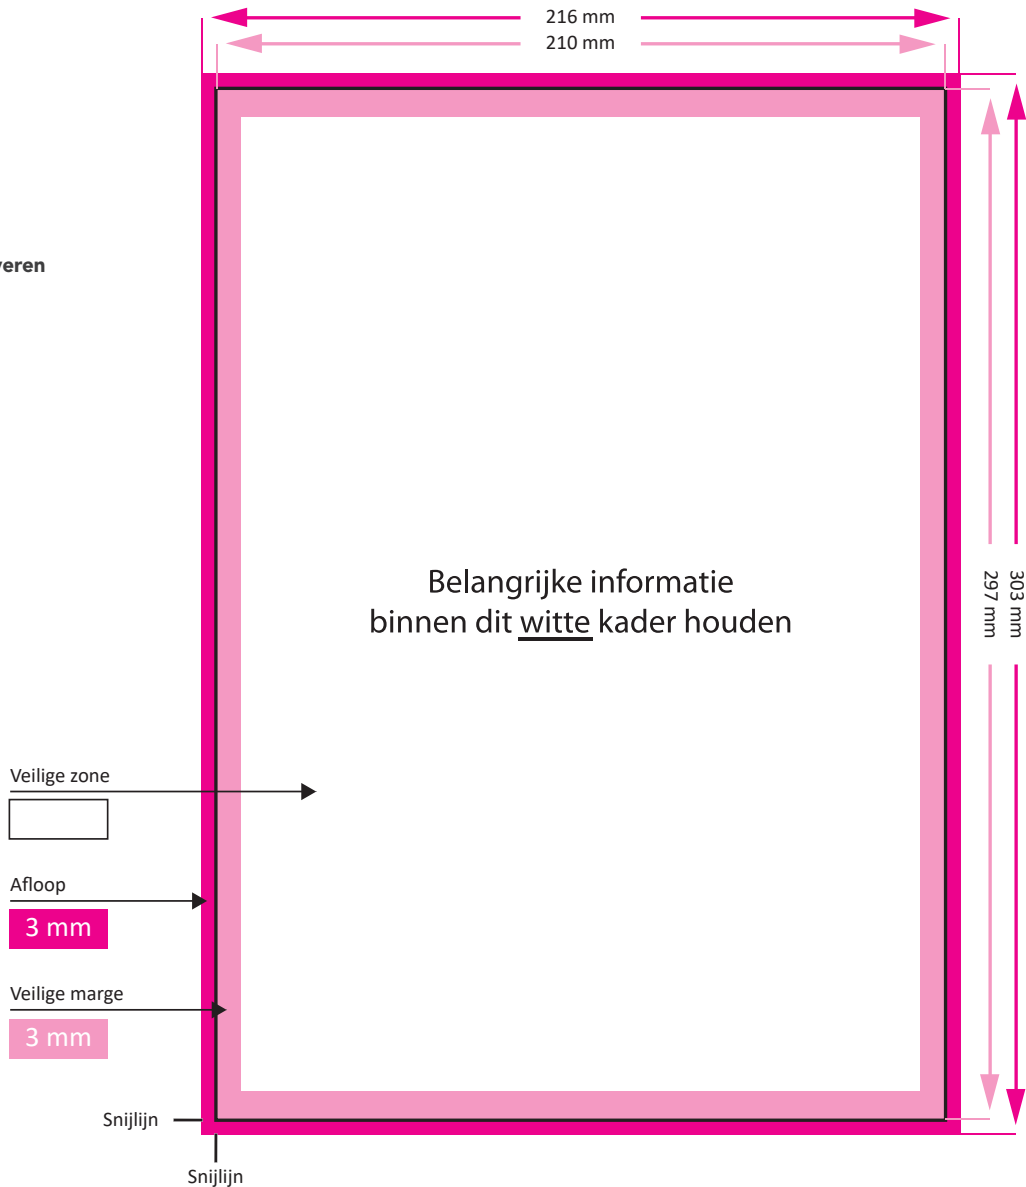 216 mm
210 mm
303 mm
297 mm
Belangrijke informatie
binnen dit witte kader houden
Veilige zone
Afloop
3 mm
Veilige marge
3 mm
Snijlijn
Snijlijn